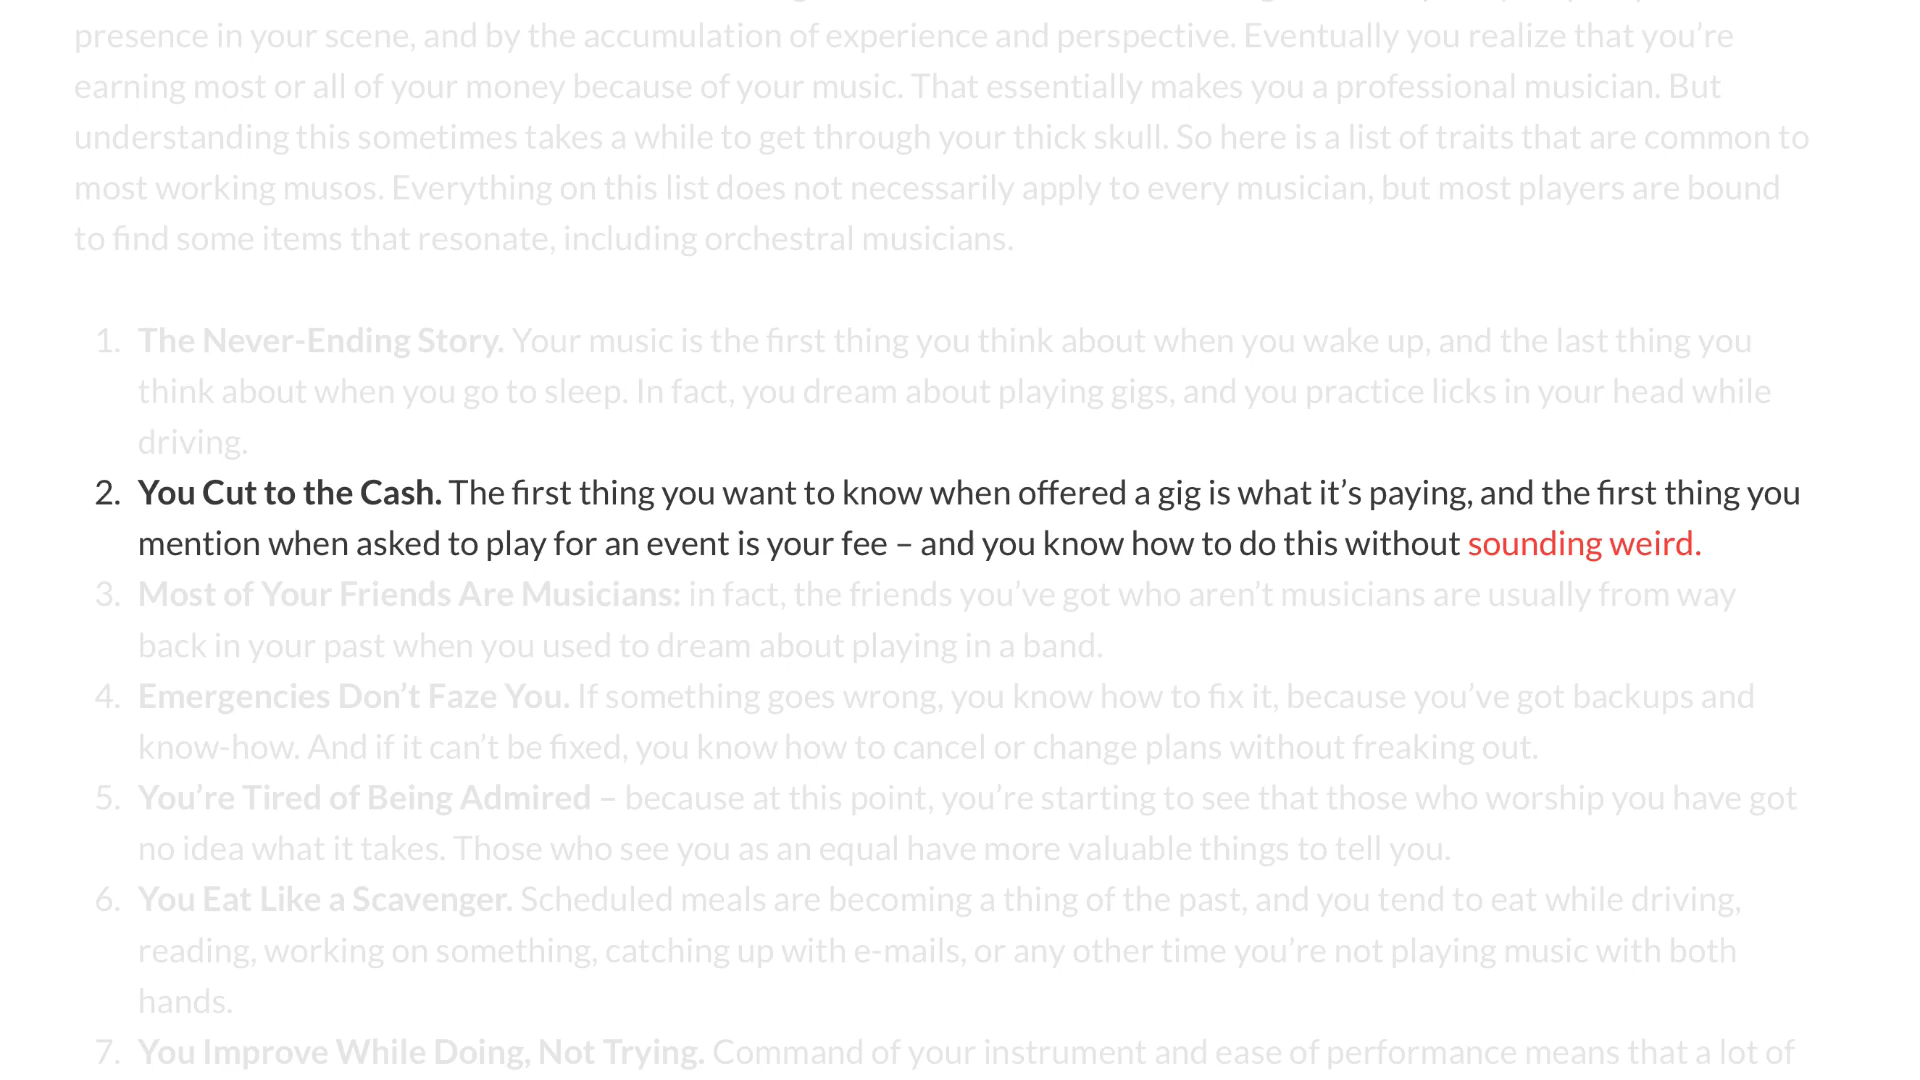 presence in your scene, and by the accumulation of experience and perspective. Eventually you realize that you’re
earning most or all of your money because of your music. That essentially makes you a professional musician. But
understanding this sometimes takes a while to get through your thick skull. So here is a list of traits that are common to
most working musos. Everything on this list does not necessarily apply to every musician, but most players are bound
to find some items that resonate, including orchestral musicians.
1. The Never-Ending Story. Your music is the first thing you think about when you wake up, and the last thing you
think about when you go to sleep. In fact, you dream about playing gigs, and you practice licks in your head while
driving.
2. You Cut to the Cash. The first thing you want to know when offered a gig is what it’s paying, and the first thing you
mention when asked to play for an event is your fee – and you know how to do this without sounding weird.
3. Most of Your Friends Are Musicians: in fact, the friends you’ve got who aren’t musicians are usually from way
back in your past when you used to dream about playing in a band.
4. Emergencies Don’t Faze You. If something goes wrong, you know how to fix it, because you’ve got backups and
know-how. And if it can’t be fixed, you know how to cancel or change plans without freaking out.
5. You’re Tired of Being Admired – because at this point, you’re starting to see that those who worship you have got
no idea what it takes. Those who see you as an equal have more valuable things to tell you.
6. You Eat Like a Scavenger. Scheduled meals are becoming a thing of the past, and you tend to eat while driving,
reading, working on something, catching up with e-mails, or any other time you’re not playing music with both
hands.
7. You Improve While Doing, Not Trying. Command of your instrument and ease of performance means that a lot of